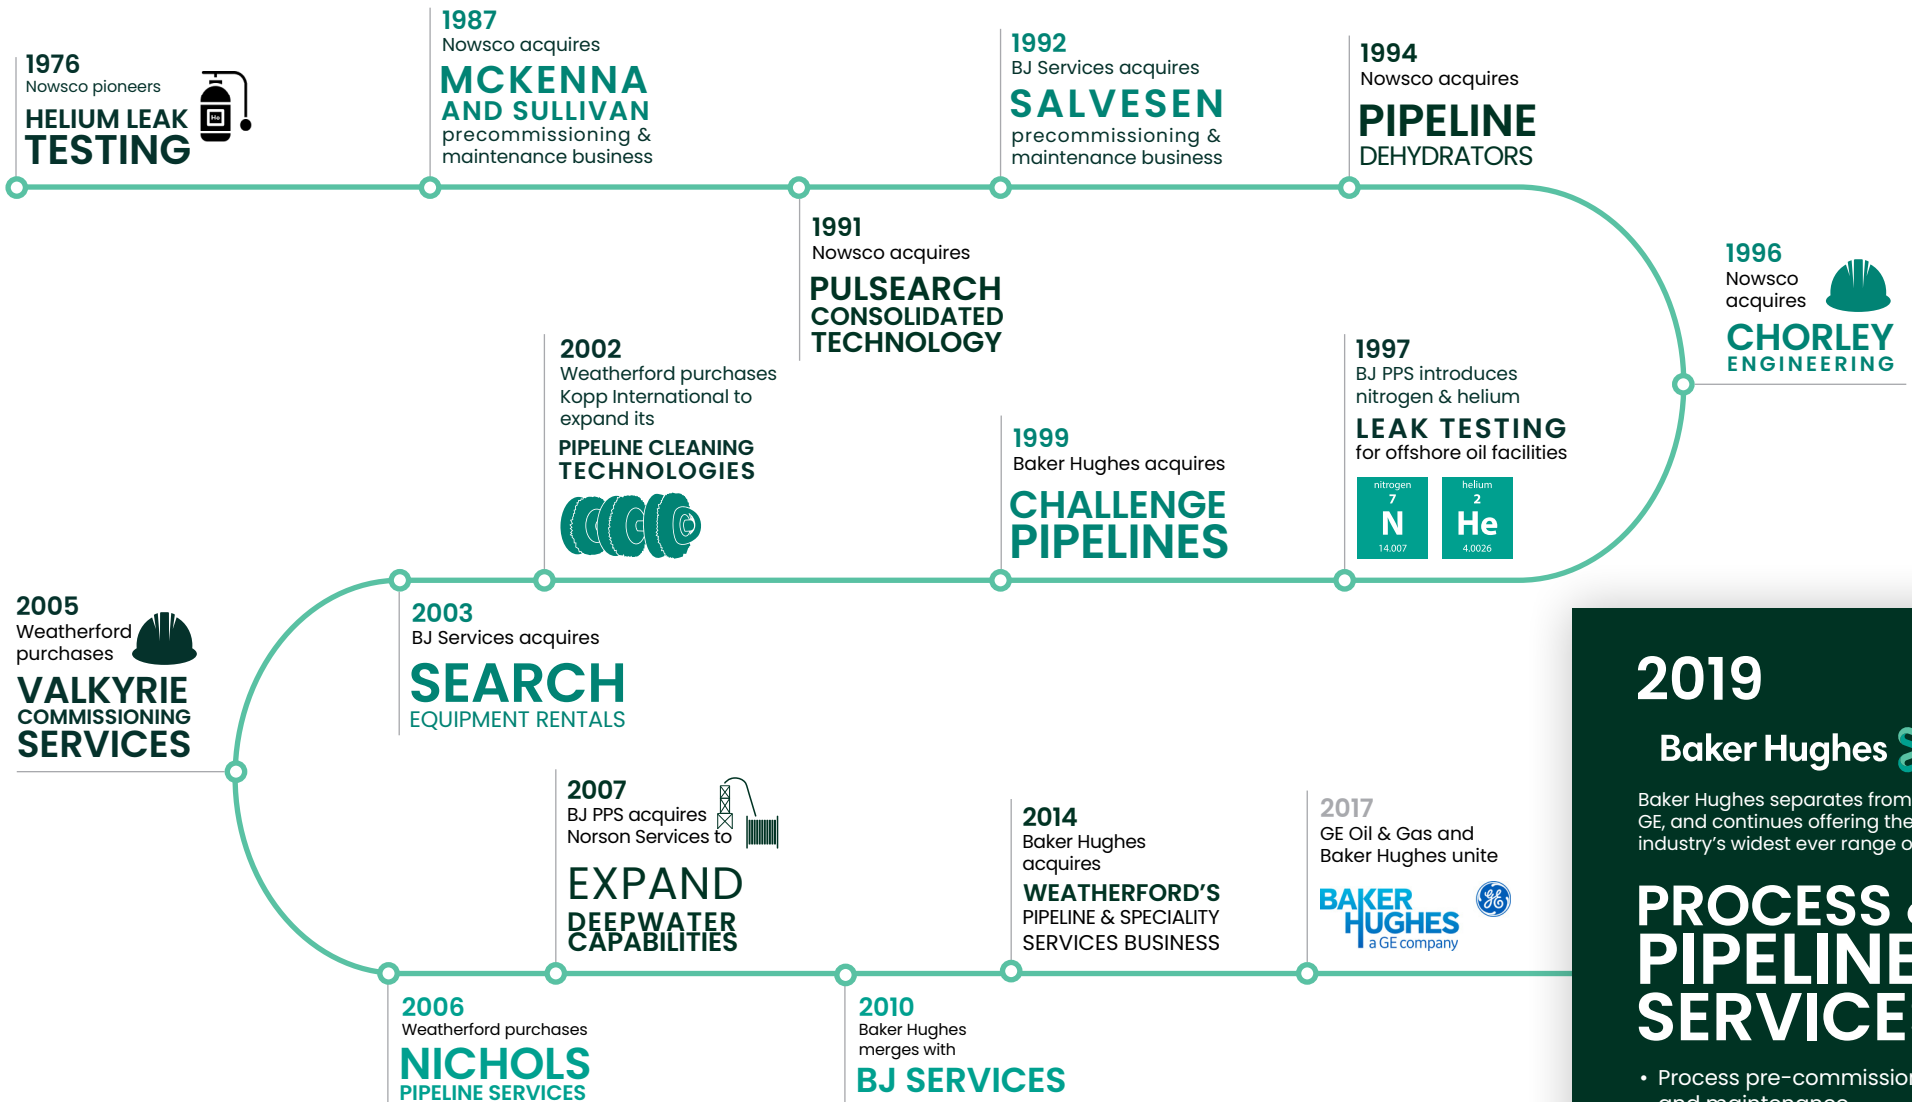 1976
Nowsco pioneers
HELIUM LEAK
TESTING
He
1987
Nowsco acquires
MCKENNA
AND SULLIVAN
precommissioning &
maintenance business
1991
Nowsco acquires
PULSEARCH
CONSOLIDATED
TECHNOLOGY
1992
BJ Services acquires
SALVESEN
precommissioning &
maintenance business
1994
Nowsco acquires
PIPELINE
DEHYDRATORS
1996
Nowsco
acquires
CHORLEY
ENGINEERING
1997
BJ PPS introduces
nitrogen & helium
LEAK TESTING
for offshore oil facilities
nitrogen
7
N
14.007
helium
2
He
4.0026
1999
Baker Hughes acquires
CHALLENGE
PIPELINES
2002
Weatherford purchases
Kopp International to
expand its
PIPELINE CLEANING
TECHNOLOGIES
2003
BJ Services acquires
SEARCH
EQUIPMENT RENTALS
2005
Weatherford
purchases
VALKYRIE
COMMISSIONING
SERVICES
2006
Weatherford purchases
NICHOLS
PIPELINE SERVICES
2007
BJ PPS acquires
Norson Services to
EXPAND
DEEPWATER
CAPABILITIES
2010
Baker Hughes
merges with
BJ SERVICES
2014
Baker Hughes
acquires
WEATHERFORD’S
PIPELINE & SPECIALITY
SERVICES BUSINESS
2017
GE Oil & Gas and
Baker Hughes unite
BAKER
HUGHES
a GE company
GE
2019
Baker Hughes
Baker Hughes separates from
GE, and continues offering the
industry’s widest ever range
PROCESS
PIPELINE
SERVICE
• Process
and maintenance